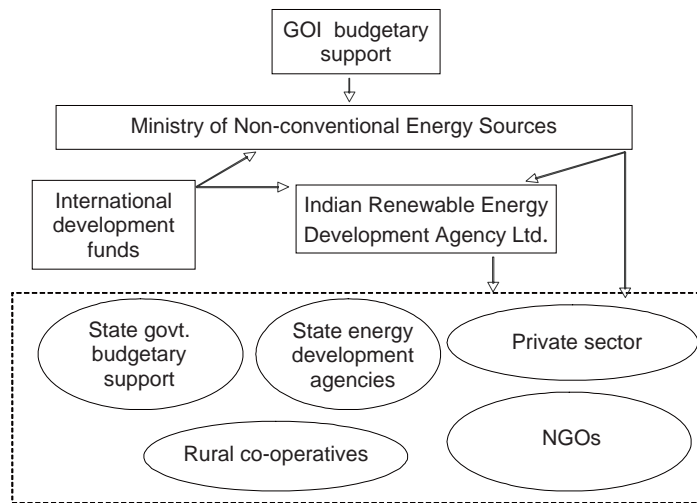 GOI budgetary
support
Ministry of Non-conventional Energy Sources
International
development
funds
Indian Renewable Energy
Development Agency Ltd.
State govt.
budgetary
support
State energy
development
agencies
Private sector
Rural co-operatives
NGOs